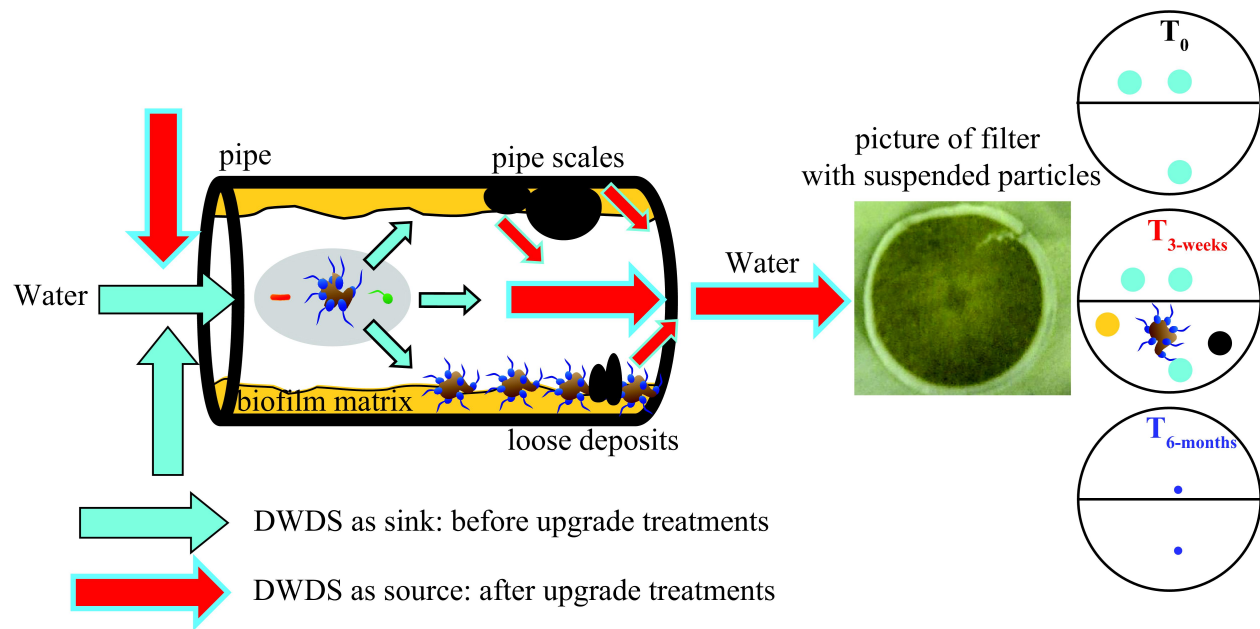 T0
pipe
pipe scales
picture of filter
with suspended particles
Water
Water
T3-weeks
biofilm matrix
loose deposits
T6-months
DWDS as sink: before upgrade treatments
DWDS as source: after upgrade treatments